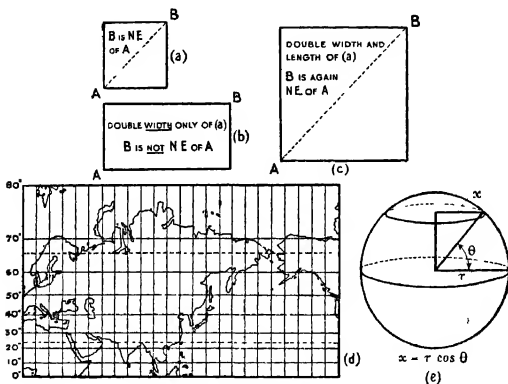 B
B IS NE
OF A
(a)
A
B
DOUBLE WIDTH ONLY OF (a)
B IS NOT NE OF A
(b)
A
B
DOUBLE WIDTH AND
LENGTH OF (a)
B IS AGAIN
NE OF A
A
(c)
80°
70°
60°
50°
40°
30°
20°
10°
0°
(d)
x
θ
r
x - r cos θ
(e)